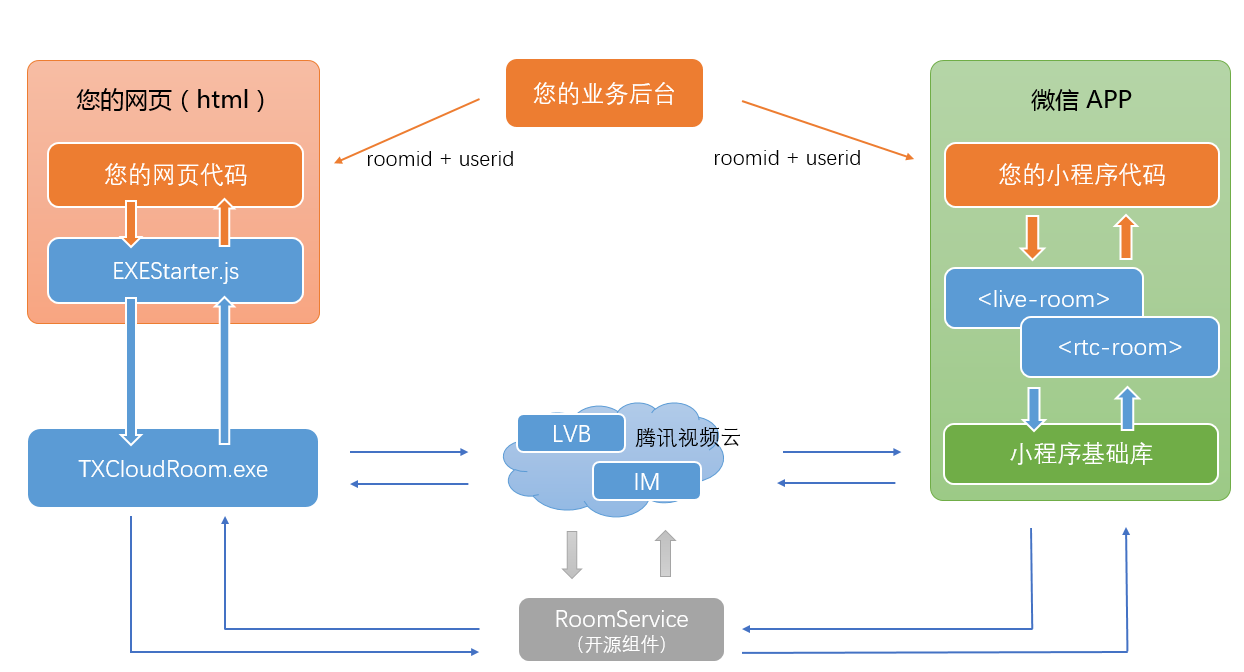 您的网页（html）
您的业务后台
微信 APP
roomid + userid
roomid + userid
您的网页代码
您的小程序代码
EXEStarter.js
<live-room>
<rtc-room>
LVB
腾讯视频云
IM
TXCloudRoom.exe
小程序基础库
RoomService
（开源组件）